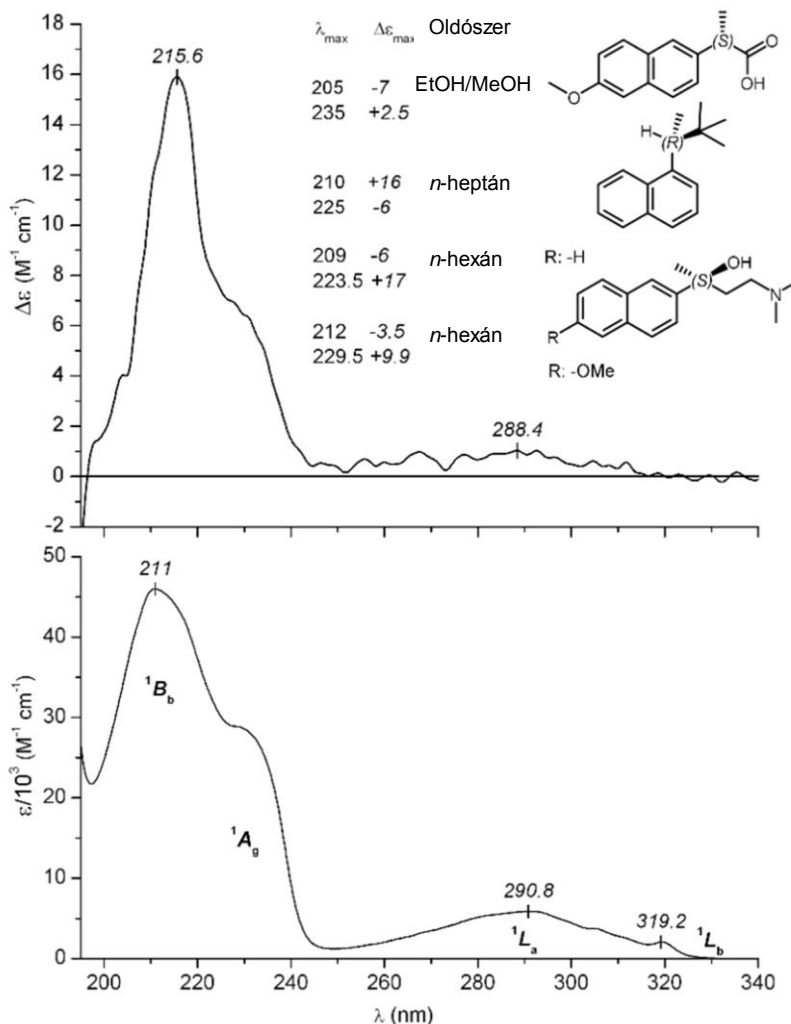 λmax Δεmax Oldószer
205 -7 EtOH/MeOH
235 +2.5
210 +16 n-heptán
225 -6
209 -6 n-hexán R: -H
223.5 +17
212 -3.5 n-hexán
229.5 +9.9 R: -OMe
(S)
O
OH
O
H
(R)
(S)
OH
N
R
215.6
288.4
18
16
14
12
10
8
6
4
2
0
-2
Δε (M⁻¹ cm⁻¹)
211
¹Bb
¹Ag
290.8
¹La
319.2
¹Lb
50
40
30
20
10
0
ε/10³ (M⁻¹ cm⁻¹)
200 220 240 260 280 300 320 340
λ (nm)